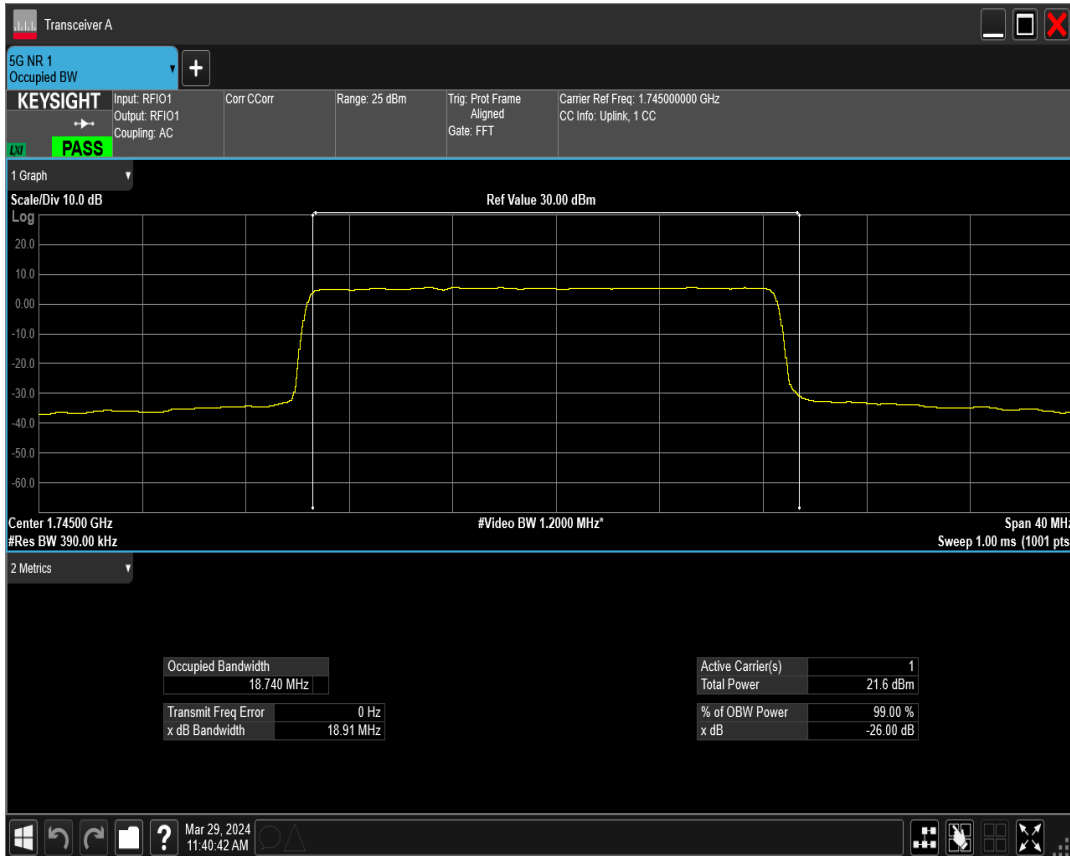 Transceiver A
5G NR 1
Occupied BW
KEYSIGHT
LXI
PASS
Input: RFIO1
Output: RFIO1
Coupling: AC
Corr CCorr
Range: 25 dBm
Trig: Prot Frame
Aligned
Gate: FFT
Carrier Ref Freq: 1.745000000 GHz
CC Info: Uplink, 1 CC
1 Graph
Scale/Div 10.0 dB
Ref Value 30.00 dBm
Log
20.0
10.0
0.00
-10.0
-20.0
-30.0
-40.0
-50.0
-60.0
Center 1.74500 GHz
#Video BW 1.2000 MHz*
Span 40 MHz
#Res BW 390.00 kHz
Sweep 1.00 ms (1001 pts
2 Metrics
Occupied Bandwidth
18.740 MHz
Transmit Freq Error 0 Hz
x dB Bandwidth 18.91 MHz
Active Carrier(s) 1
Total Power 21.6 dBm
% of OBW Power 99.00 %
x dB -26.00 dB
?
Mar 29, 2024
11:40:42 AM